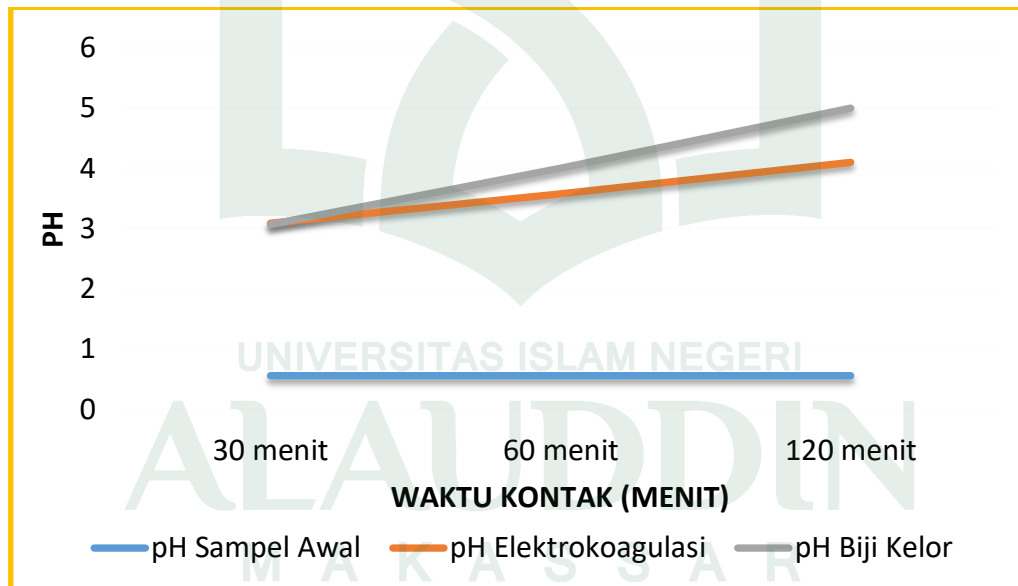 6
5
4
3
2
1
0
PH
30 menit 60 menit 120 menit
WAKTU KONTAK (MENIT)
pH Sampel Awal pH Elektrokoagulasi pH Biji Kelor
UNIVERSITAS ISLAM NEGERI
ALAUDDIN
MAKASSAR